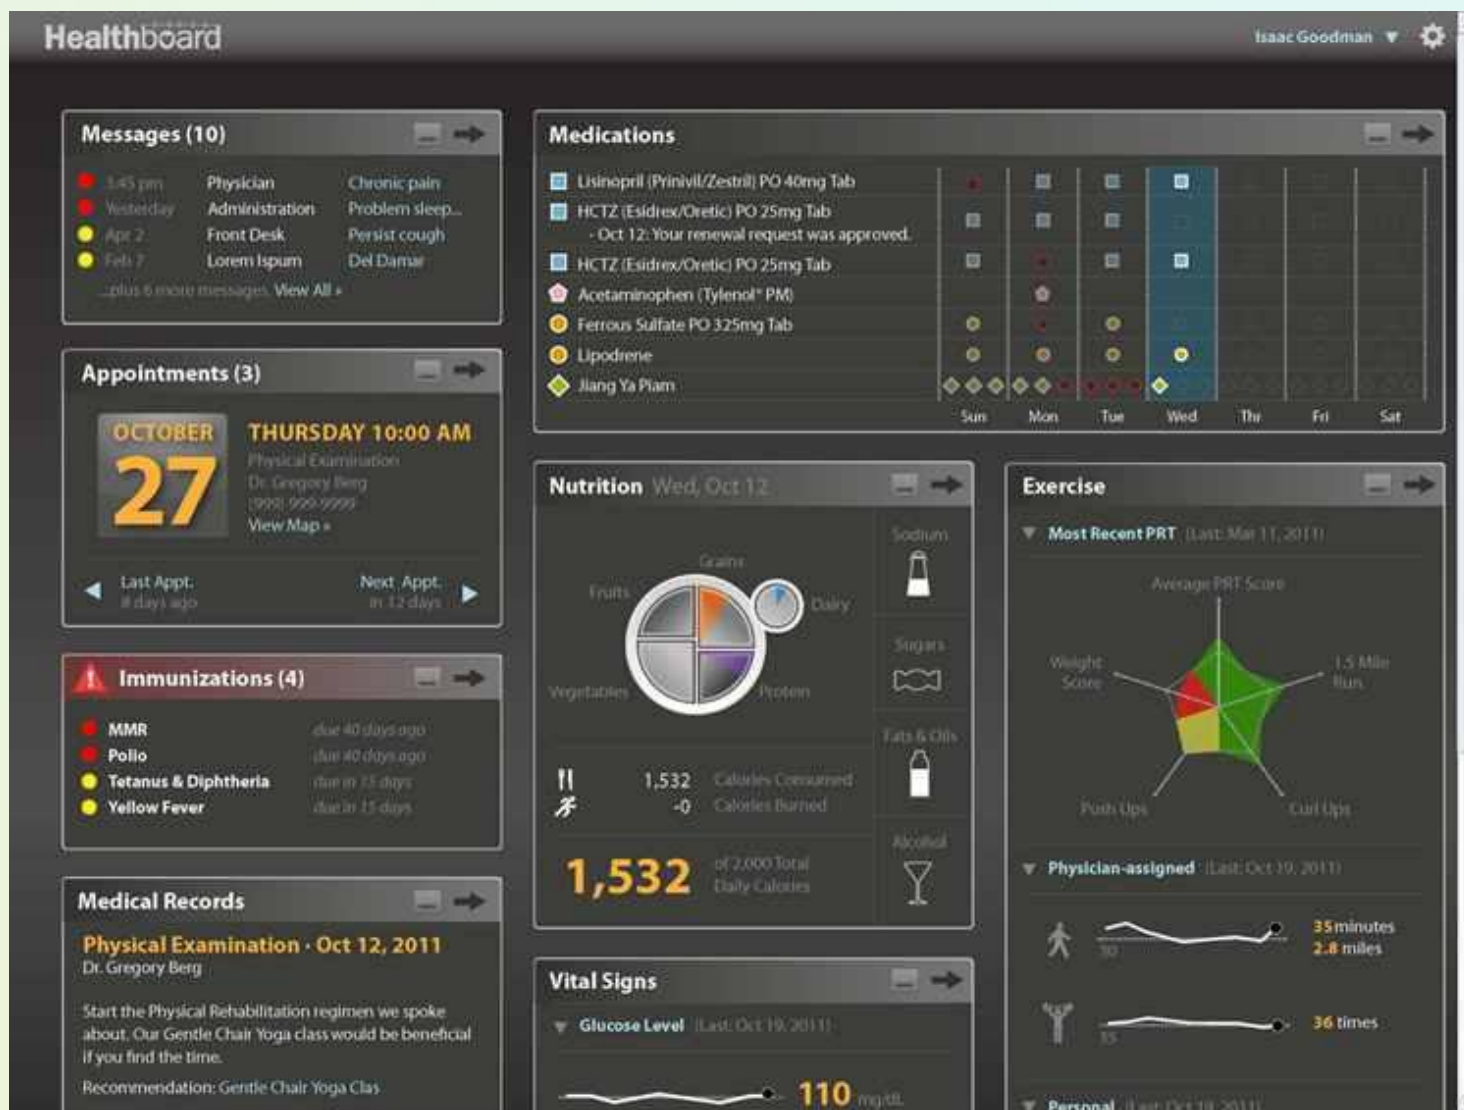 Healthboard
Isaac Goodman
Messages (10)
3:45 pm Physician Chronic pain
Yesterday Administration Problem sleep...
Apr 2 Front Desk Persist cough
Feb 7 Lorem Ispum Del Damar
...plus 6 more messages. View All »
Appointments (3)
OCTOBER
27
THURSDAY 10:00 AM
Physical Examination
Dr. Gregory Berg
(999) 999-9999
View Map »
Last Appt.
8 days ago
Next Appt.
in 12 days
Immunizations (4)
MMR due 40 days ago
Polio due 40 days ago
Tetanus & Diphtheria due in 15 days
Yellow Fever due in 15 days
Medical Records
Physical Examination · Oct 12, 2011
Dr. Gregory Berg
Start the Physical Rehabilitation regimen we spoke
about. Our Gentle Chair Yoga class would be beneficial
if you find the time.
Recommendation: Gentle Chair Yoga Clas
Medications
Lisinopril (Prinivil/Zestril) PO 40mg Tab
HCTZ (Esidrex/Oretic) PO 25mg Tab
- Oct 12: Your renewal request was approved.
HCTZ (Esidrex/Oretic) PO 25mg Tab
Acetaminophen (Tylenol® PM)
Ferrous Sulfate PO 325mg Tab
Lipodrene
Jiang Ya Piam
Sun Mon Tue Wed Thr Fri Sat
Nutrition Wed, Oct 12
Grains
Fruits
Dairy
Vegetables
Protein
Sodium
Sugars
Fats & Oils
Alcohol
1,532 Calories Consumed
-0 Calories Burned
1,532
of 2,000 Total
Daily Calories
Vital Signs
Glucose Level (Last: Oct 19, 2011)
110 mg/dL
Exercise
Most Recent PRT (Last: Mar 11, 2011)
Average PRT Score
Weight
Score
1.5 Mile
Run
Push Ups
Curl Ups
Physician-assigned (Last: Oct 19, 2011)
30
35 minutes
2.8 miles
35
36 times
Personal (Last: Oct 19, 2011)